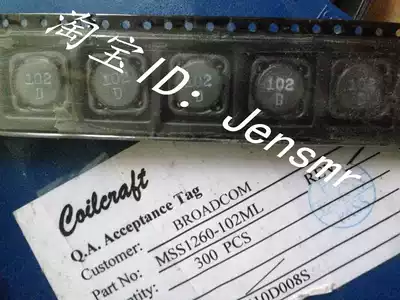 102
D
102
D
102
D
102
D
淘宝ID: Jensmr
Coilcraft
Q.A. Acceptance Tag
Customer: BROADCOM
Part No: MSS1260-102ML
Quantity: 300 PCS